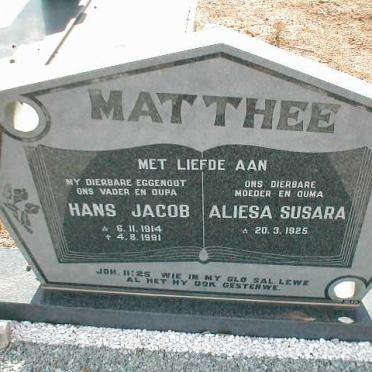 MATTHEE
MET LIEFDE AAN
MY DIERBARE EGGENOOT
ONS VADER EN OUPA
HANS JACOB
6.11.1914
4.8.1991
ONS DIERBARE
MOEDER EN OUMA
ALIESA SUSARA
20.3.1925
JOH. 11:25 WIE IN MY GLO SAL LEWE
AL HET HY OOK GESTERWE.